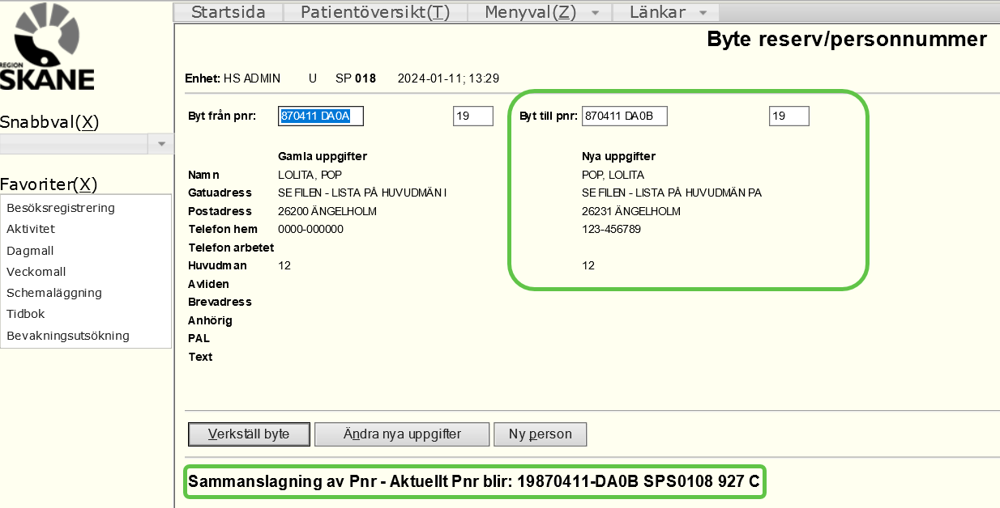 Startsida Patientöversikt(T) Menyval(Z) Länkar
REGION
SKÅNE
Byte reserv/personnummer
Enhet: HS ADMIN U SP 018 2024-01-11; 13:29
Snabbval(X)
Favoriter(X)
Besöksregistrering
Aktivitet
Dagmall
Veckomall
Schemaläggning
Tidbok
Bevakningsutsökning
Byt från pnr: 870411 DA0A 19 Byt till pnr: 870411 DA0B 19
Gamla uppgifter Nya uppgifter
Namn LOLITA, POP POP, LOLITA
Gatuadress SE FILEN - LISTA PÅ HUVUDMÄN I SE FILEN - LISTA PÅ HUVUDMÄN PA
Postadress 26200 ÄNGELHOLM 26231 ÄNGELHOLM
Telefon hem 0000-000000 123-456789
Telefon arbetet
Huvudman 12 12
Avliden
Brevadress
Anhörig
PAL
Text
Verkställ byte Ändra nya uppgifter Ny person
Sammanslagning av Pnr - Aktuellt Pnr blir: 19870411-DA0B SPS0108 927 C